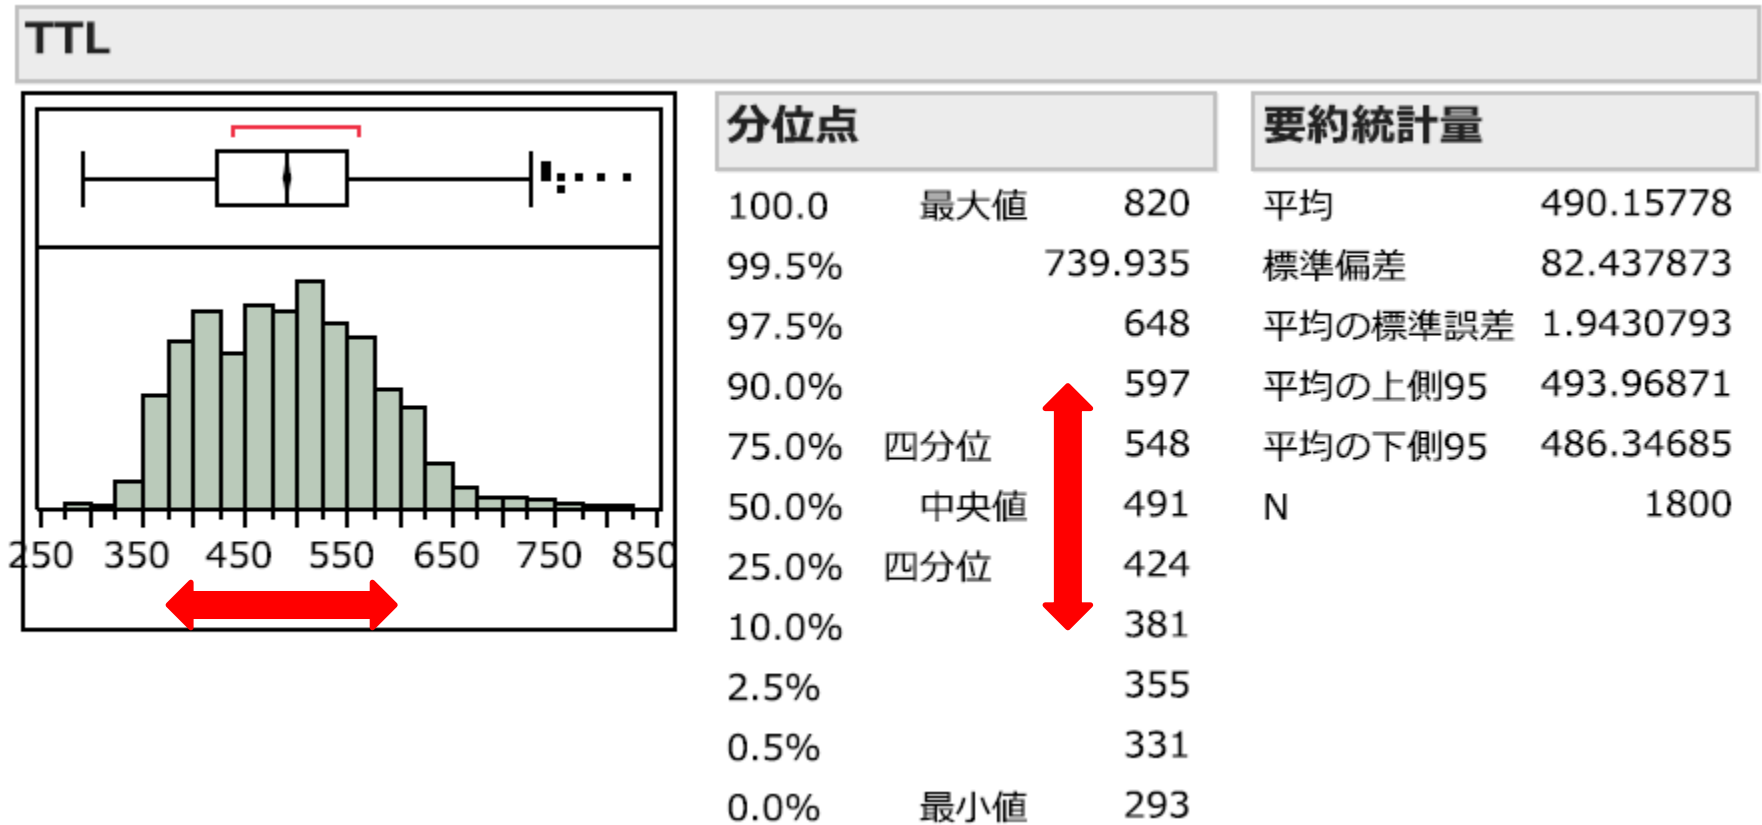 TTL
250 350 450 550 650 750 850
分位点
100.0 最大値 820
99.5% 739.935
97.5% 648
90.0% 597
75.0% 四分位 548
50.0% 中央値 491
25.0% 四分位 424
10.0% 381
2.5% 355
0.5% 331
0.0% 最小値 293
要約統計量
平均 490.15778
標準偏差 82.437873
平均の標準誤差 1.9430793
平均の上側95 493.96871
平均の下側95 486.34685
N 1800